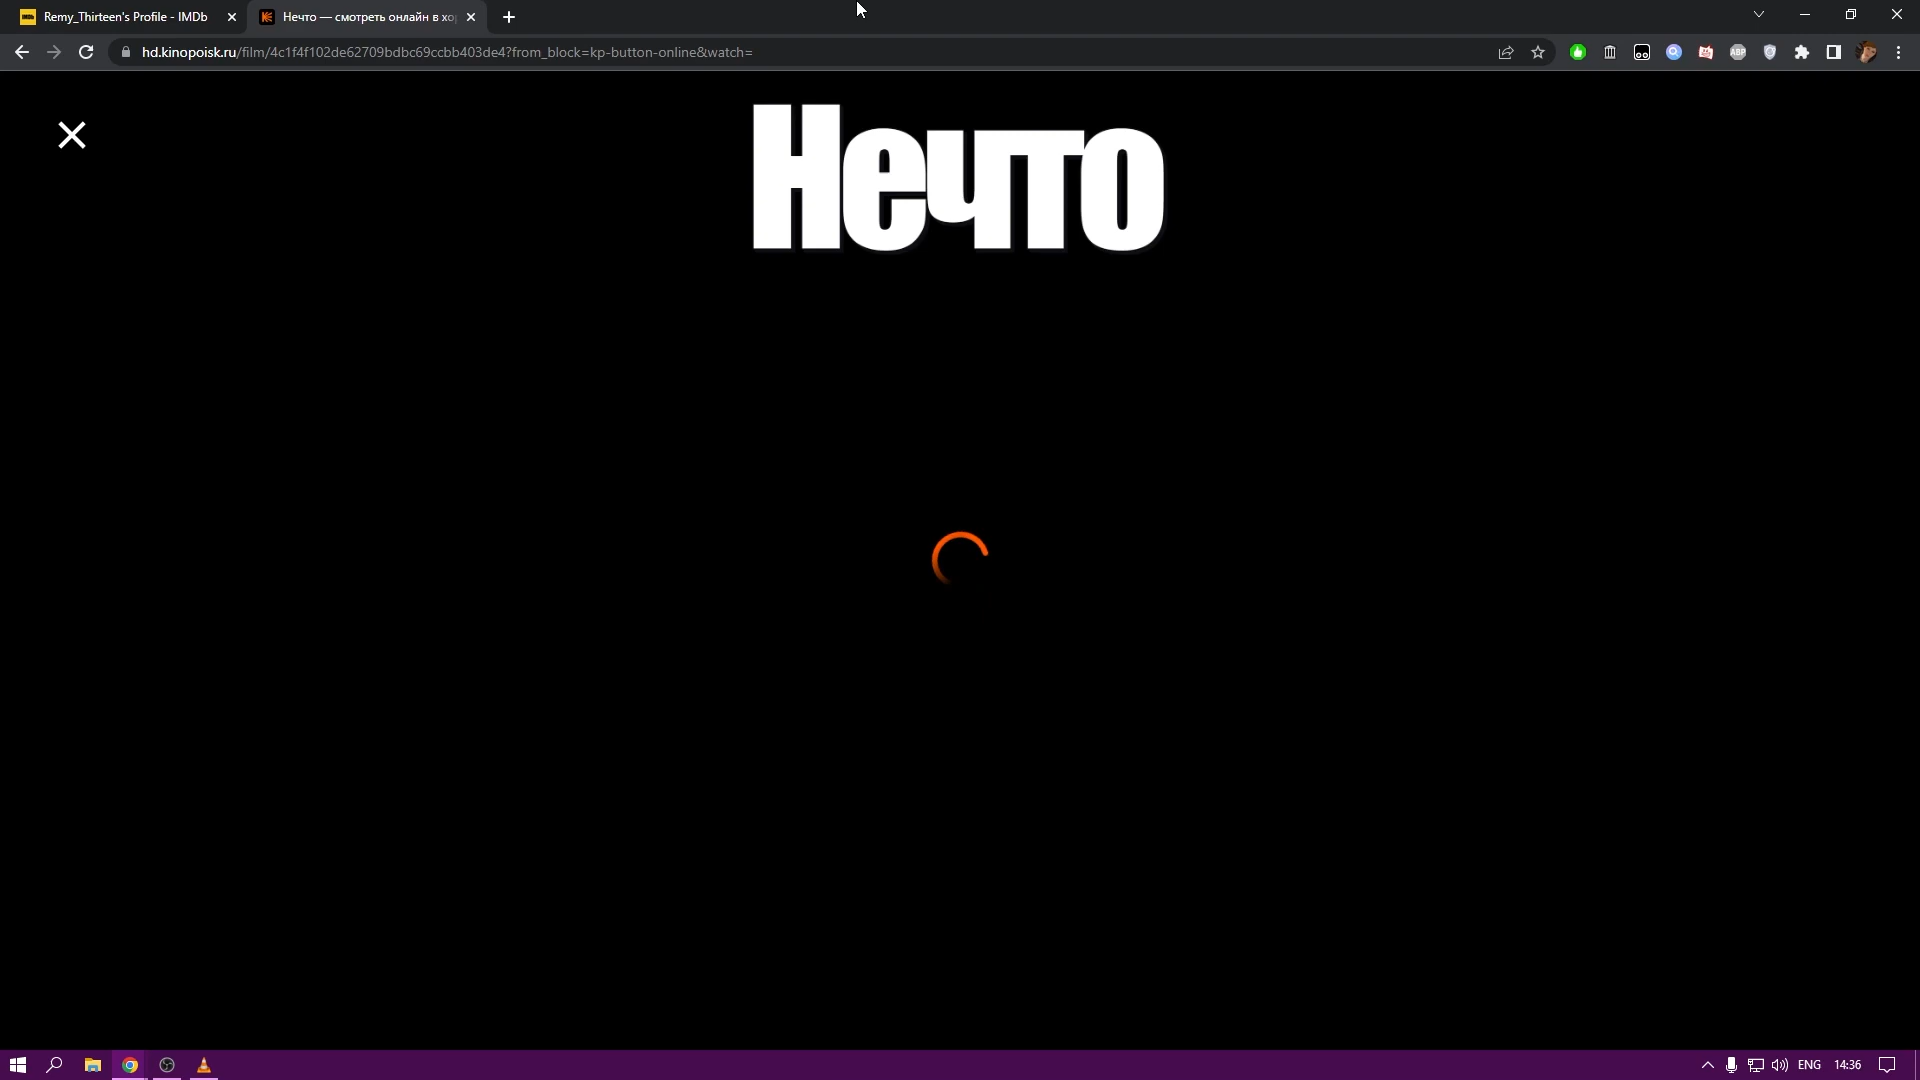 Remy_Thirteen's Profile - IMDb
Нечто — смотреть онлайн в хо
hd.kinopoisk.ru/film/4c1f4f102de62709bdbc69ccbb403de4?from_block=kp-button-online&watch=
ABP
Нечто
ENG
14:36